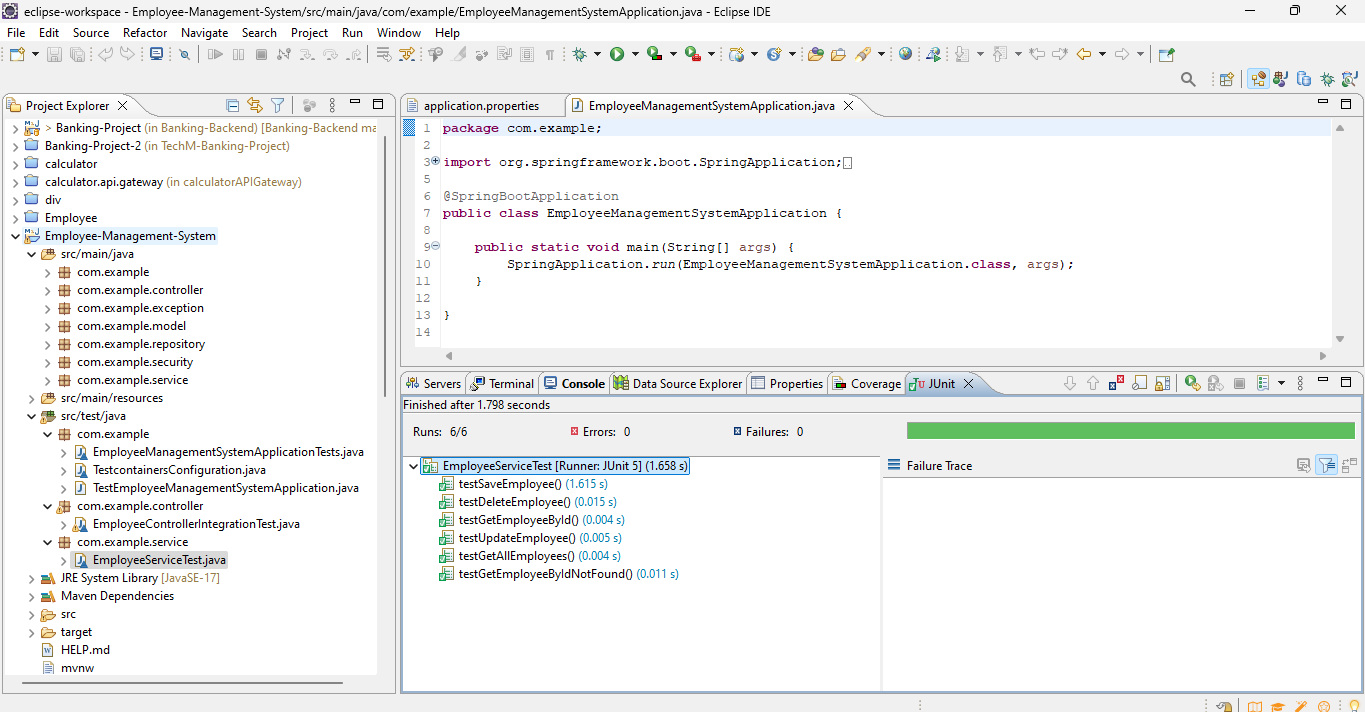 eclipse-workspace - Employee-Management-System/src/main/java/com/example/EmployeeManagementSystemApplication.java - Eclipse IDE
File Edit Source Refactor Navigate Search Project Run Window Help
Project Explorer
> Banking-Project (in Banking-Backend) [Banking-Backend ma
Banking-Project-2 (in TechM-Banking-Project)
calculator
calculator.api.gateway (in calculatorAPIGateway)
div
Employee
Employee-Management-System
src/main/java
com.example
com.example.controller
com.example.exception
com.example.model
com.example.repository
com.example.security
com.example.service
src/main/resources
src/test/java
com.example
EmployeeManagementSystemApplicationTests.java
TestcontainersConfiguration.java
TestEmployeeManagementSystemApplication.java
com.example.controller
EmployeeControllerIntegrationTest.java
com.example.service
EmployeeServiceTest.java
JRE System Library [JavaSE-17]
Maven Dependencies
src
target
HELP.md
mvnw
application.properties EmployeeManagementSystemApplication.java
1 package com.example;
2
3 import org.springframework.boot.SpringApplication;
5
6 @SpringBootApplication
7 public class EmployeeManagementSystemApplication {
8
9 public static void main(String[] args) {
10 SpringApplication.run(EmployeeManagementSystemApplication.class, args);
11 }
12
13 }
14
Servers Terminal Console Data Source Explorer Properties Coverage JUnit
Finished after 1.798 seconds
Runs: 6/6 Errors: 0 Failures: 0
EmployeeServiceTest [Runner: JUnit 5] (1.658 s)
testSaveEmployee() (1.615 s)
testDeleteEmployee() (0.015 s)
testGetEmployeeById() (0.004 s)
testUpdateEmployee() (0.005 s)
testGetAllEmployees() (0.004 s)
testGetEmployeeByIdNotFound() (0.011 s)
Failure Trace